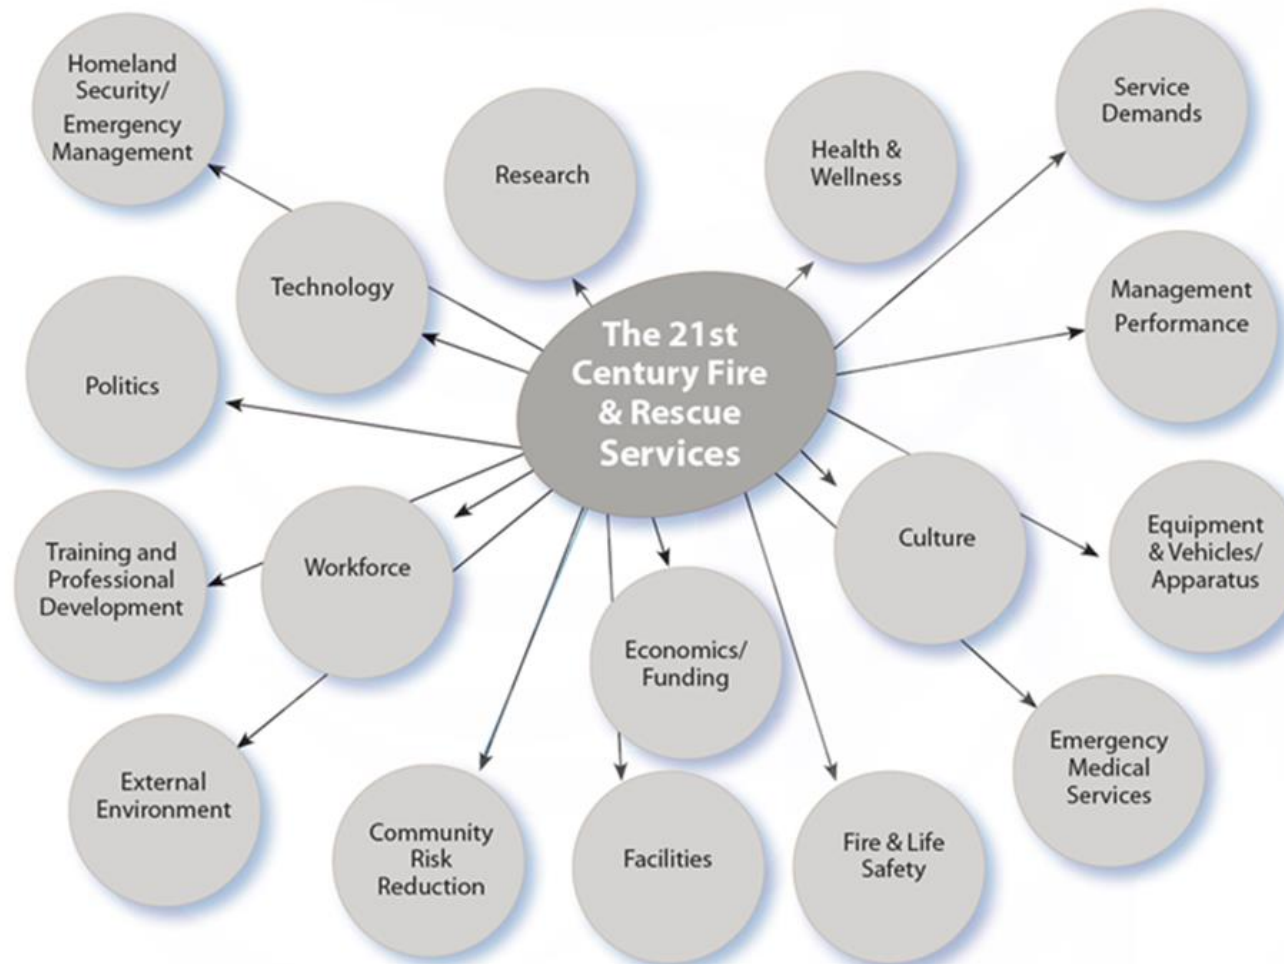 Homeland
Security/
Emergency
Management
Research
Health &
Wellness
Service
Demands
Technology
Management
Performance
Politics
The 21st
Century Fire
& Rescue
Services
Training and
Professional
Development
Workforce
Culture
Equipment
& Vehicles/
Apparatus
Economics/
Funding
External
Environment
Community
Risk
Reduction
Facilities
Fire & Life
Safety
Emergency
Medical
Services